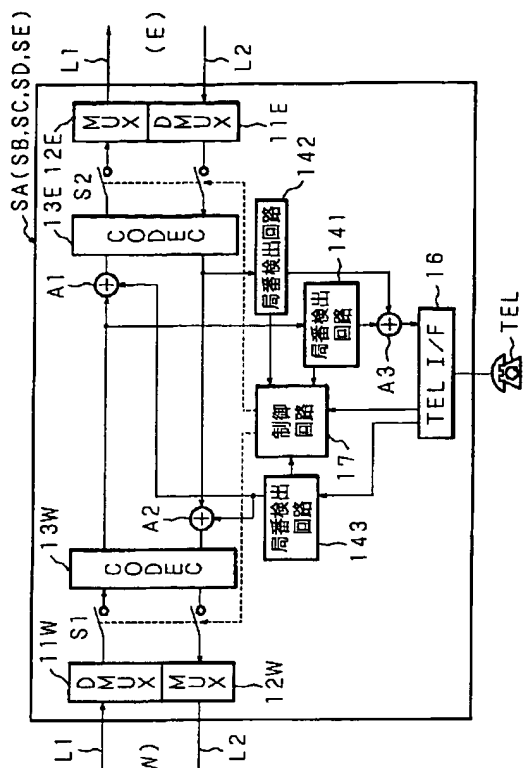 SA(SB,SC,SD,SE)
L1
(E)
L2
12E
MUX
DMUX
11E
S2
13E
CODEC
A1
142
局番検出回路
141
局番検出
回路
A3
16
TEL I/F
TEL
制御
回路
17
局番検出
回路
143
A2
13W
CODEC
S1
11W
DMUX
MUX
12W
L1
W)
L2